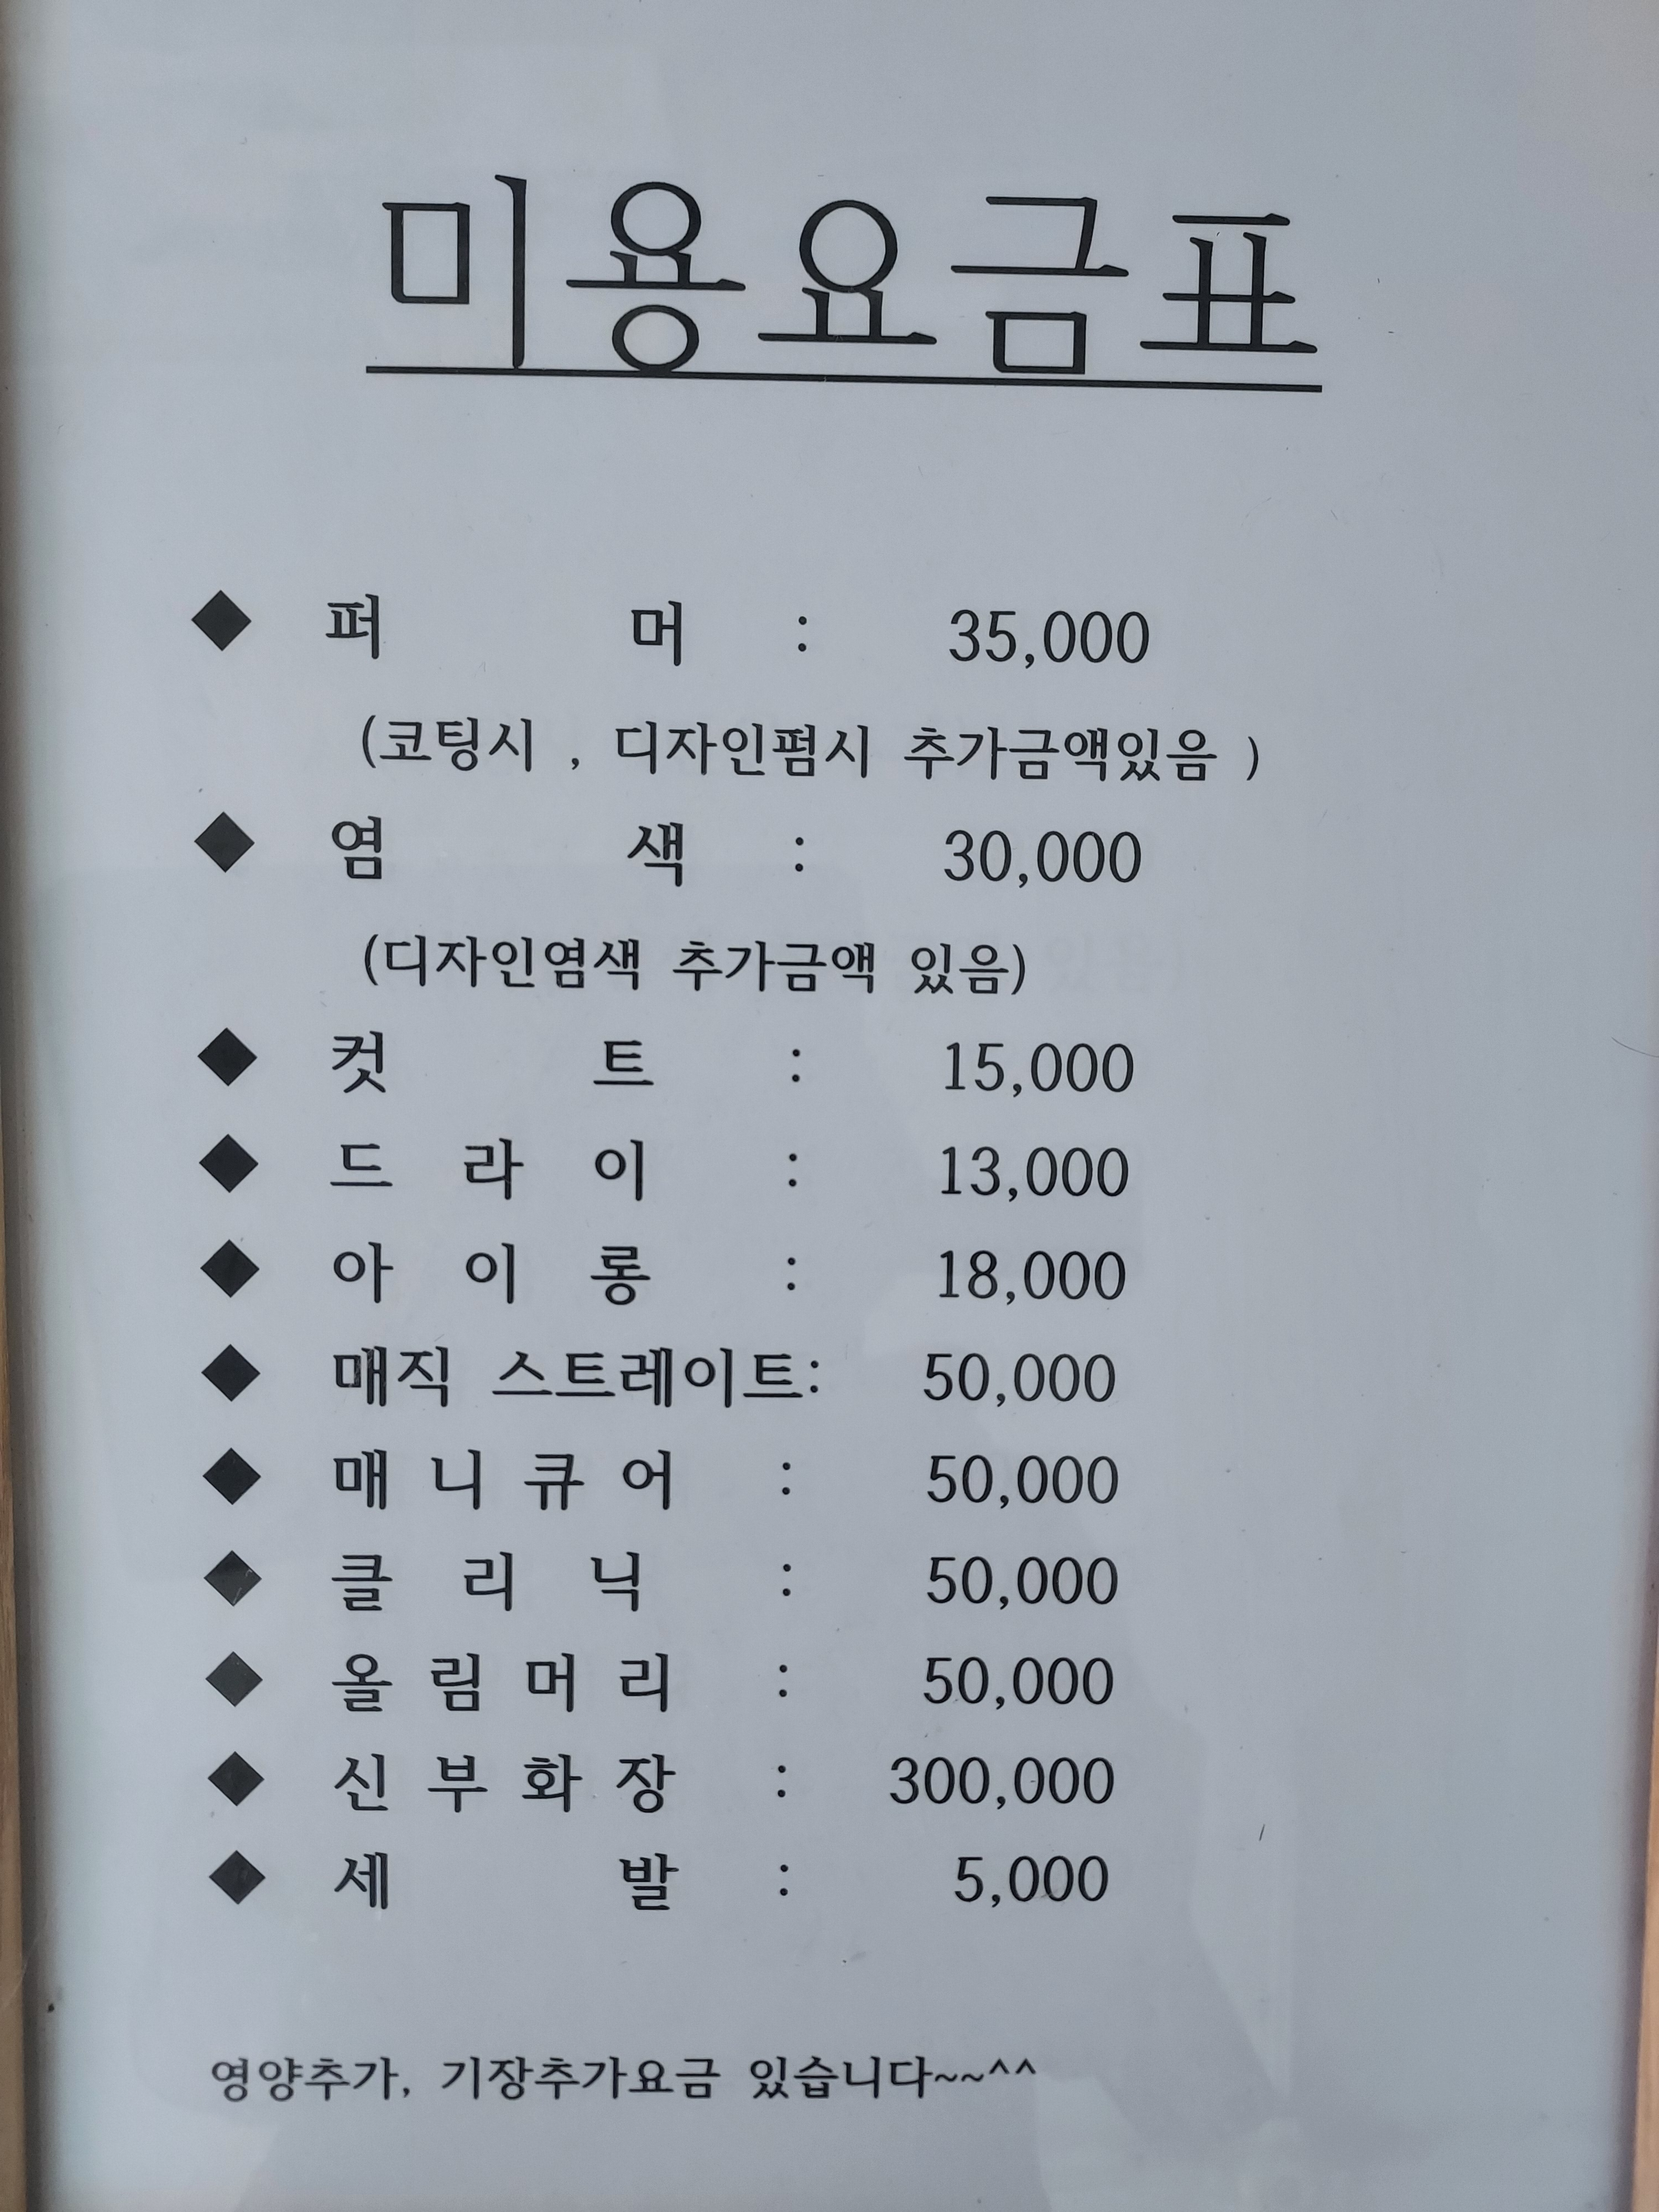 미용요금표
◆ 퍼 머 : 35,000
(코팅시 , 디자인펌시 추가금액있음 )
◆ 염 색 : 30,000
(디자인염색 추가금액 있음)
◆ 컷 트 : 15,000
◆ 드 라 이 : 13,000
◆ 아 이 롱 : 18,000
◆ 매직 스트레이트: 50,000
◆ 매 니 큐 어 : 50,000
◆ 클 리 닉 : 50,000
◆ 올 림 머 리 : 50,000
◆ 신 부 화 장 : 300,000
◆ 세 발 : 5,000
영양추가, 기장추가요금 있습니다~~^^